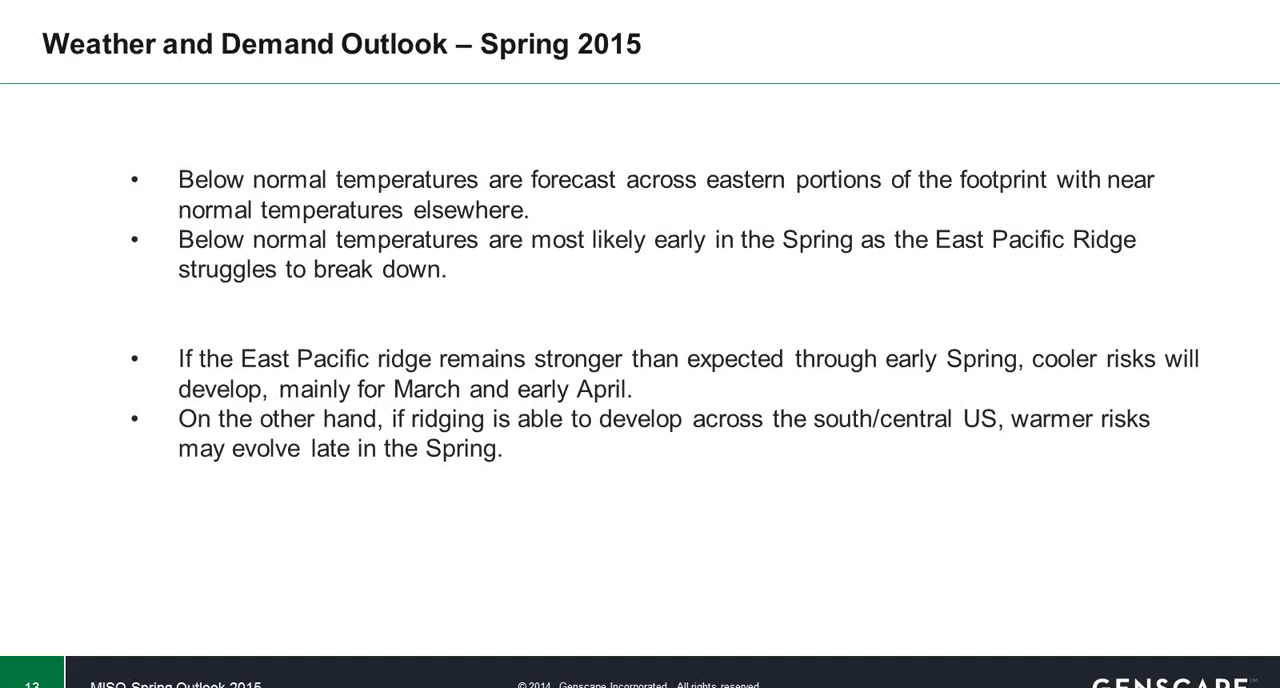 Weather and Demand Outlook – Spring 2015
• Below normal temperatures are forecast across eastern portions of the footprint with near
normal temperatures elsewhere.
• Below normal temperatures are most likely early in the Spring as the East Pacific Ridge
struggles to break down.
• If the East Pacific ridge remains stronger than expected through early Spring, cooler risks will
develop, mainly for March and early April.
• On the other hand, if ridging is able to develop across the south/central US, warmer risks
may evolve late in the Spring.
13
MISO Spring Outlook 2015
© 2014. Genscape Incorporated. All rights reserved.
GENSCAPE™